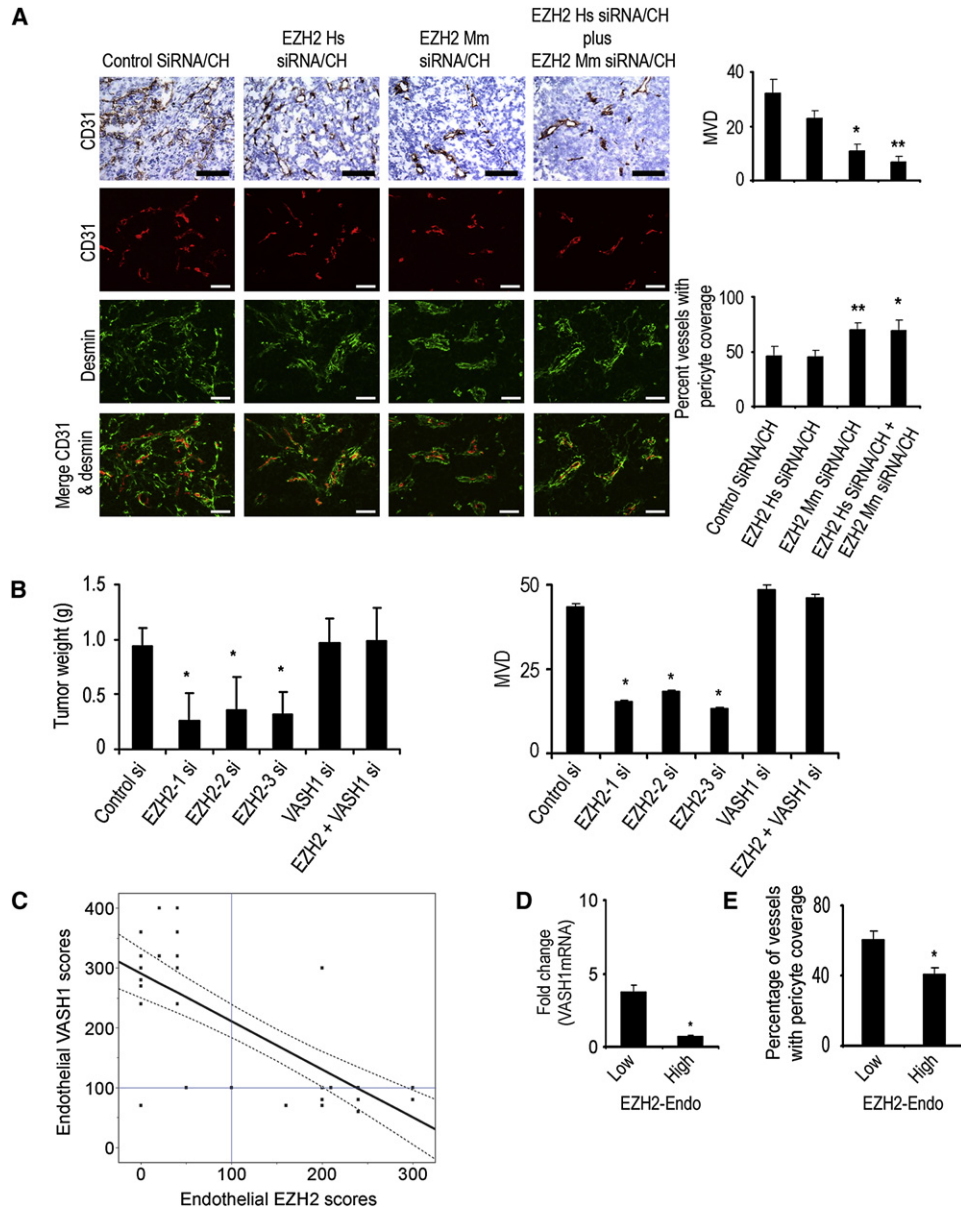 A
Control SiRNA/CH
EZH2 Hs
siRNA/CH
EZH2 Mm
siRNA/CH
EZH2 Hs siRNA/CH
plus
EZH2 Mm siRNA/CH
CD31
CD31
Desmin
Merge CD31
& desmin
MVD
40
20
0
*
**
Percent vessels with
pericyte coverage
100
50
0
**
*
Control SiRNA/CH
EZH2 Hs SiRNA/CH
EZH2 Mm SiRNA/CH
EZH2 Hs SiRNA/CH +
EZH2 Mm siRNA/CH
B
Tumor weight (g)
1.5
1.0
0.5
0
*
*
*
Control si
EZH2-1 si
EZH2-2 si
EZH2-3 si
VASH1 si
EZH2 + VASH1 si
MVD
50
25
0
*
*
*
Control si
EZH2-1 si
EZH2-2 si
EZH2-3 si
VASH1 si
EZH2 + VASH1 si
C
Endothelial VASH1 scores
400
300
200
100
0
0 100 200 300
Endothelial EZH2 scores
D
Fold change
(VASH1mRNA)
10
5
0
*
Low High
EZH2-Endo
E
Percentage of vessels
with pericyte coverage
80
40
0
*
Low High
EZH2-Endo